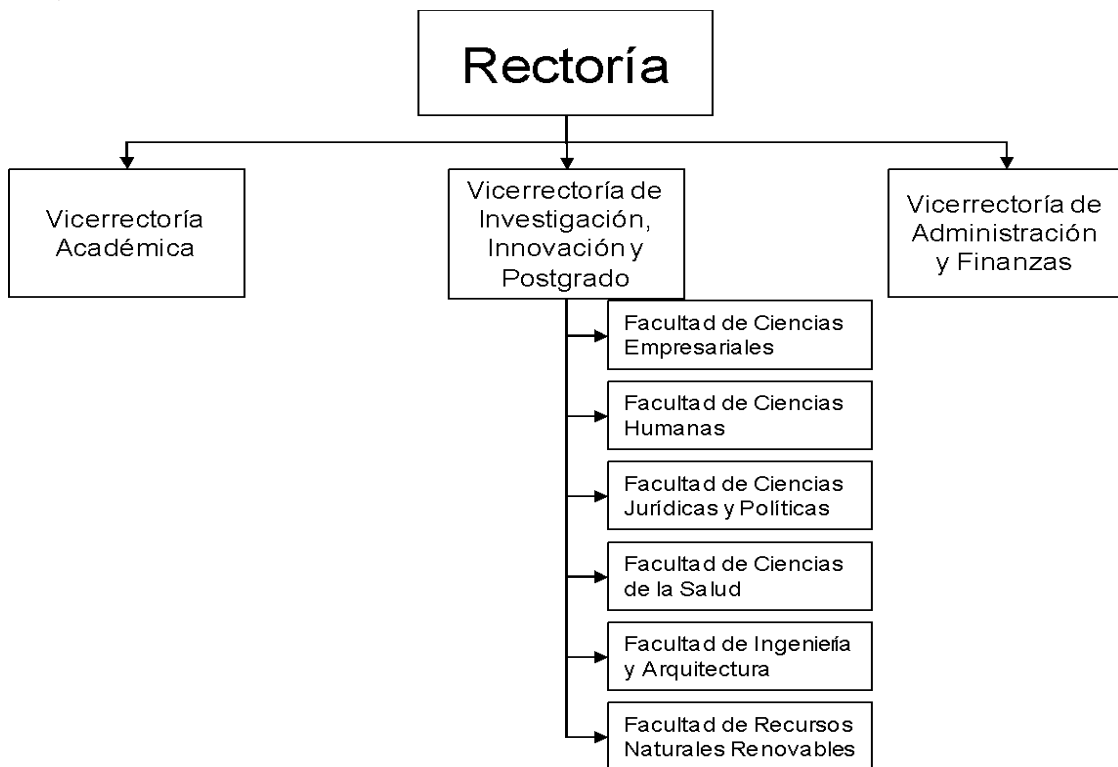 Rectoría
Vicerrectoría
Académica
Vicerrectoría de
Investigación,
Innovación y
Postgrado
Vicerrectoría de
Administración
y Finanzas
Facultad de Ciencias
Empresariales
Facultad de Ciencias
Humanas
Facultad de Ciencias
Jurídicas y Políticas
Facultad de Ciencias
de la Salud
Facultad de Ingeniería
y Arquitectura
Facultad de Recursos
Naturales Renovables